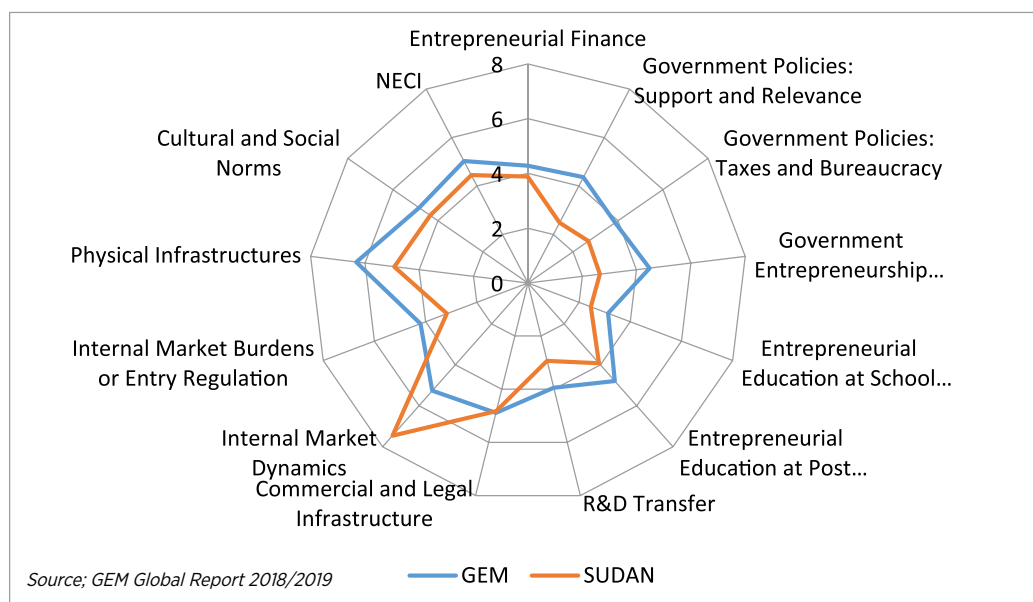 Entrepreneurial Finance
8
6
4
2
0
Government Policies:
Support and Relevance
Government Policies:
Taxes and Bureaucracy
Government
Entrepreneurship...
Entrepreneurial
Education at School...
Entrepreneurial
Education at Post...
R&D Transfer
Commercial and Legal
Infrastructure
Internal Market
Dynamics
Internal Market Burdens
or Entry Regulation
Physical Infrastructures
Cultural and Social
Norms
NECI
Source; GEM Global Report 2018/2019
GEM
SUDAN